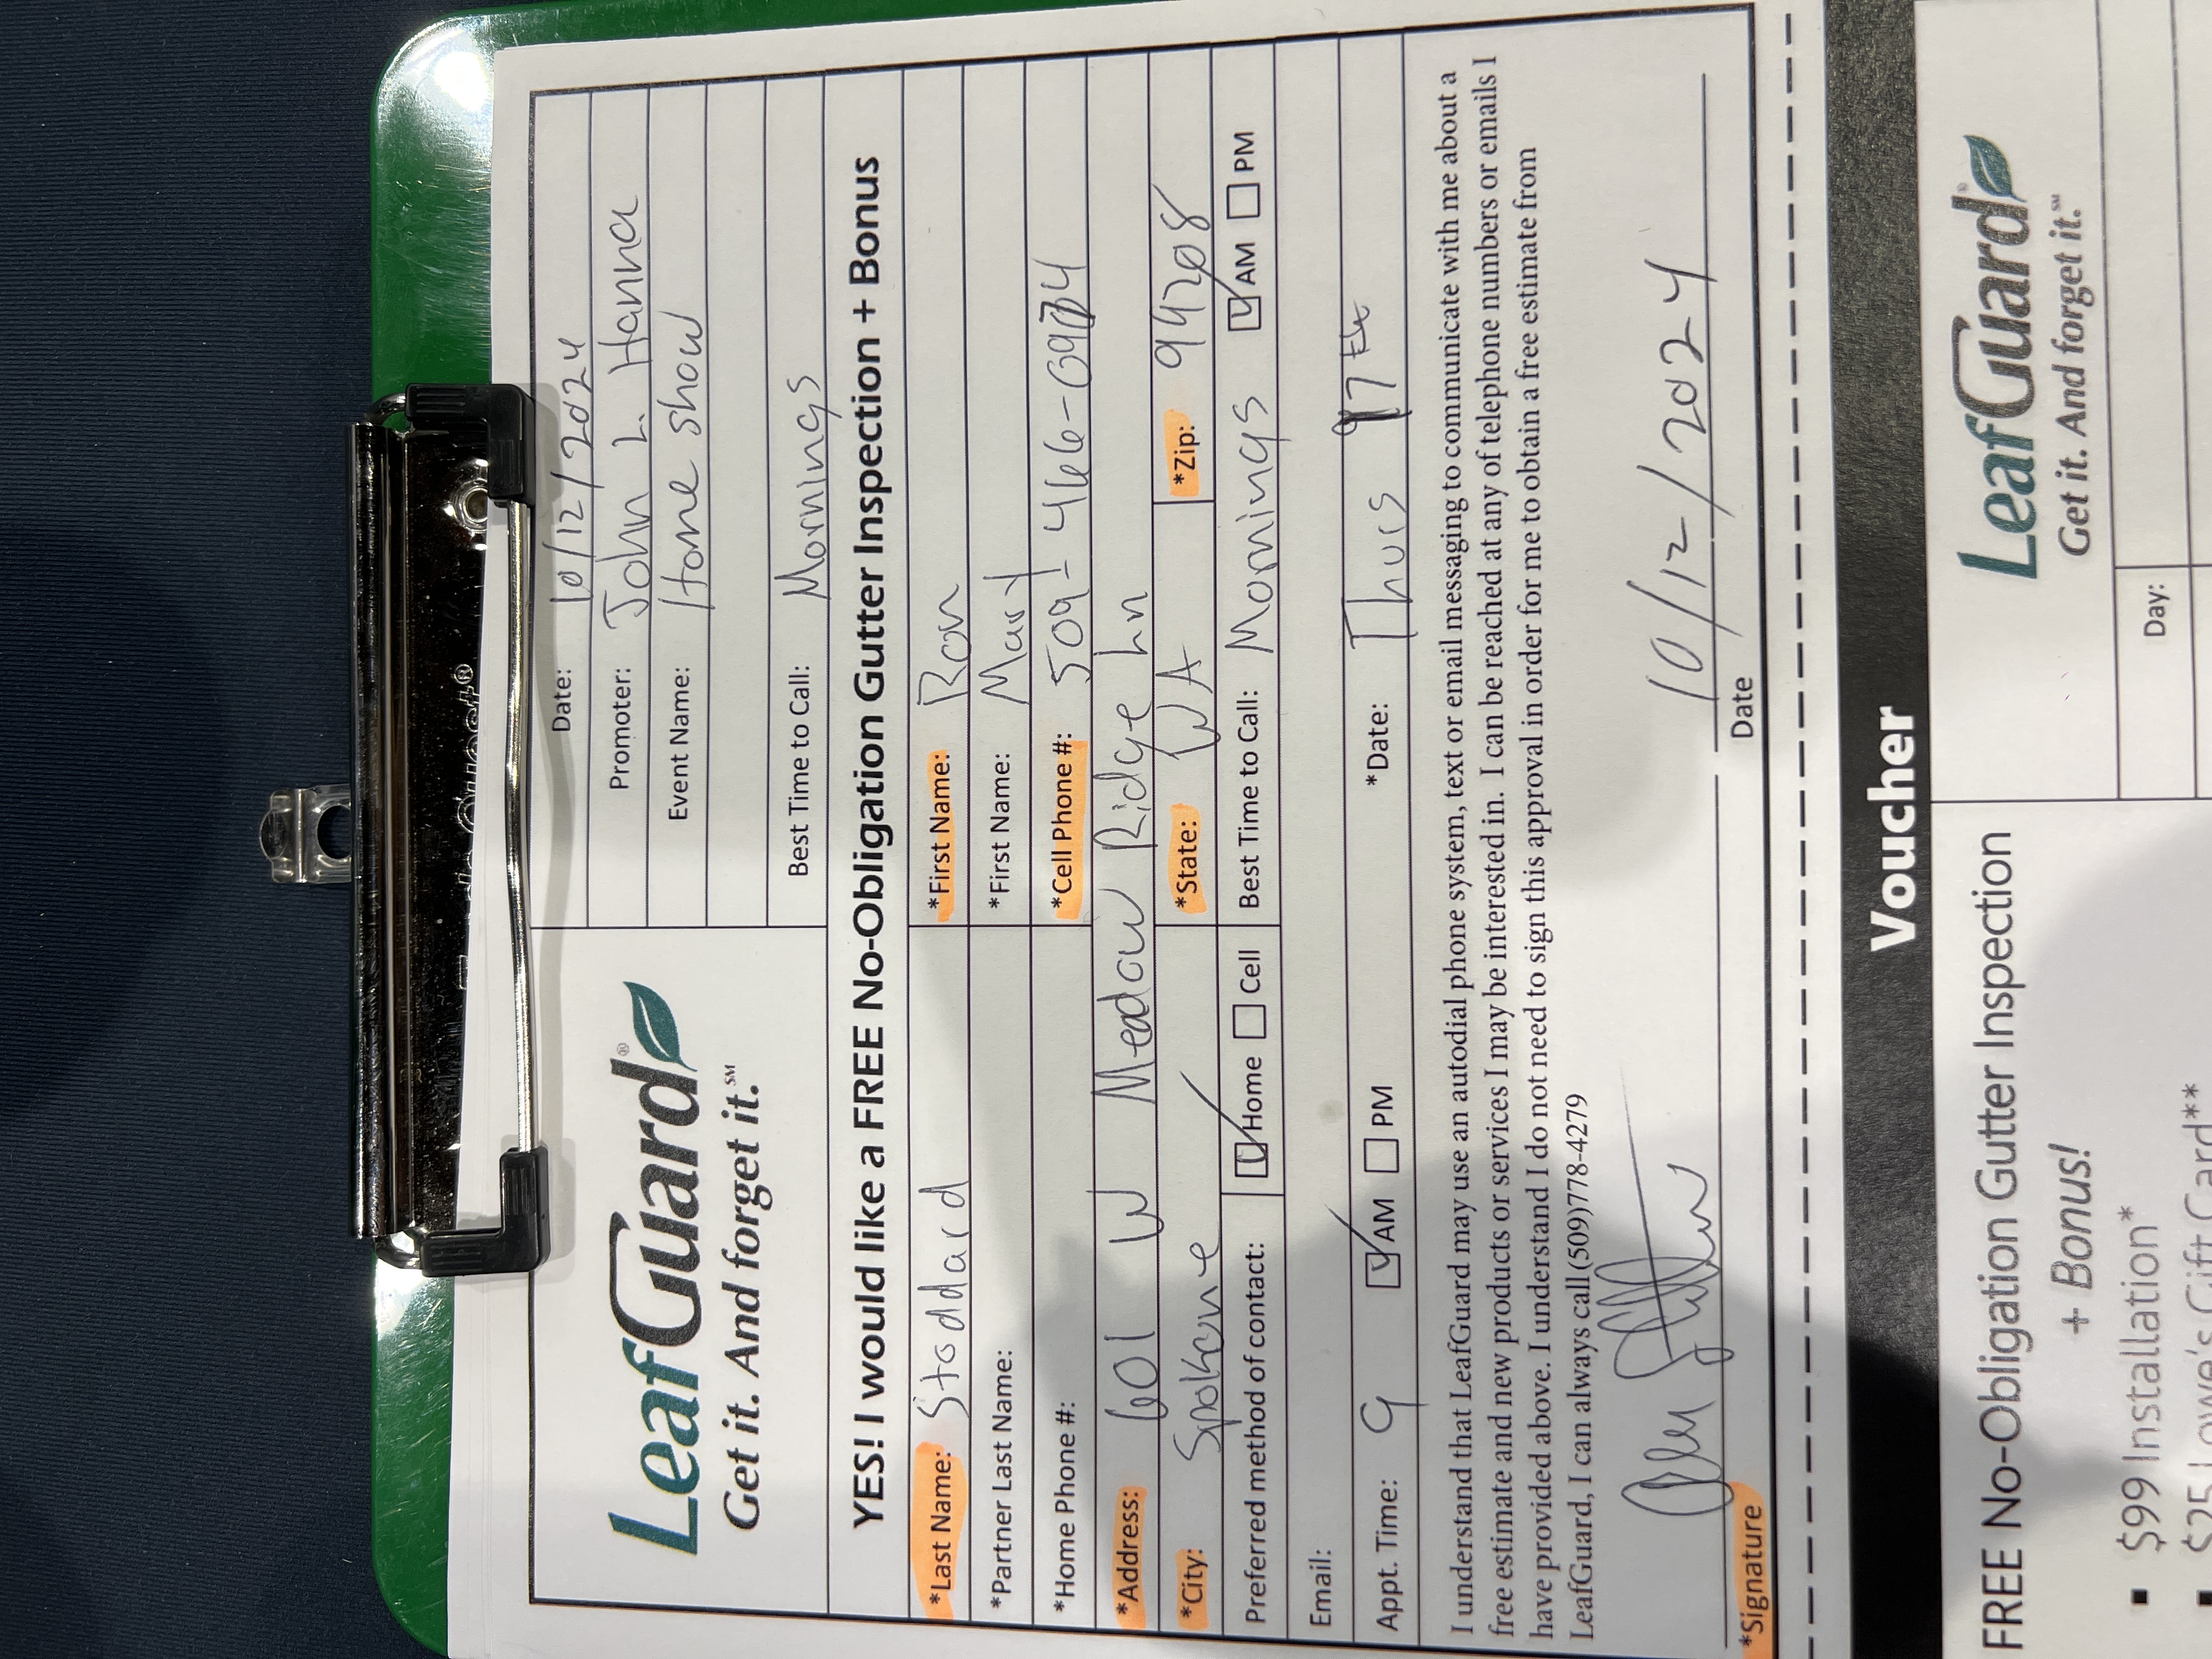 LeafGuard®
Get it. And forget it.℠
Date: 10/12/2024
Promoter: John L. Hanna
Event Name: Home show
Best Time to Call: Mornings
YES! I would like a FREE No-Obligation Gutter Inspection + Bonus
*Last Name: Stoddard *First Name: Ron
*Partner Last Name: *First Name: Mary
*Home Phone #: *Cell Phone #: 509-466-0974
*Address: 601 W Meadow Ridge Ln
*City: Spokane *State: WA *Zip: 99208
Preferred method of contact: Home Cell Best Time to Call: Mornings AM PM
Email:
Appt. Time: 9 AM PM *Date: Thurs 17th
I understand that LeafGuard may use an autodial phone system, text or email messaging to communicate with me about a
free estimate and new products or services I may be interested in. I can be reached at any of telephone numbers or emails I
have provided above. I understand I do not need to sign this approval in order for me to obtain a free estimate from
LeafGuard, I can always call (509)778-4279
10/12/2024
*Signature Date
Voucher
FREE No-Obligation Gutter Inspection
+ Bonus!
▪ $99 Installation*
▪ $25 Lowe's Gift Card**
LeafGuard
Get it. And forget it.℠
Day: